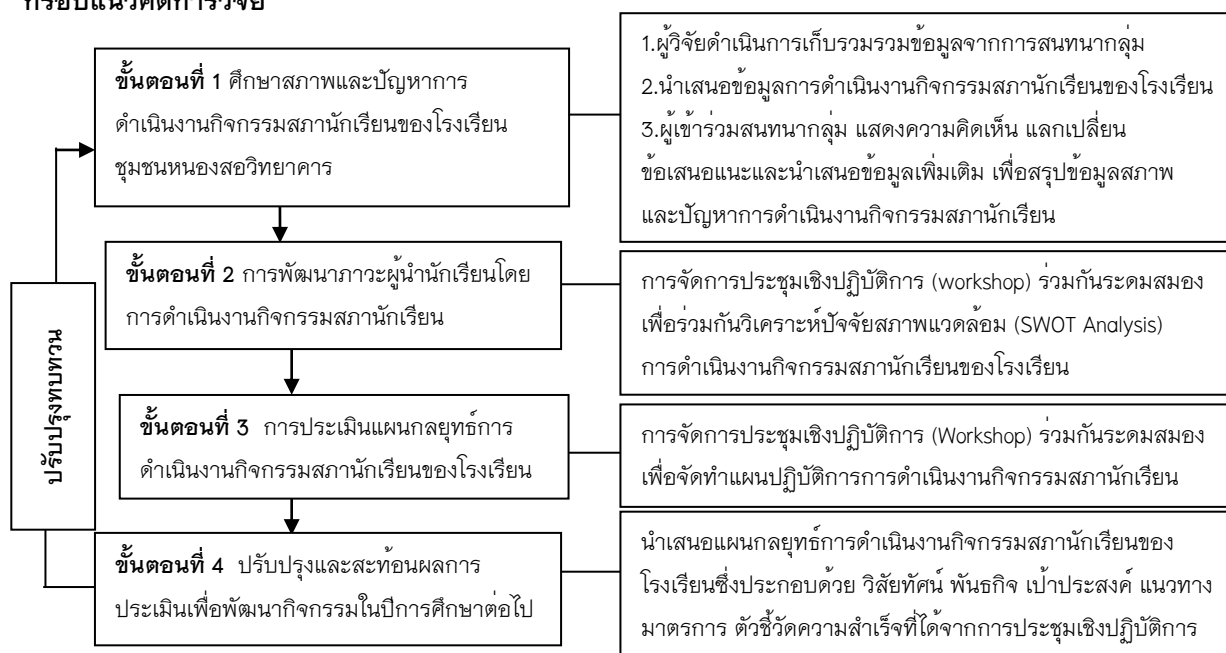 กรอบแนวคิดการวิจัย
ขั้นตอนที่ 1 ศึกษาสภาพและปัญหาการ
ดำเนินงานกิจกรรมสภานักเรียนของโรงเรียน
ชุมชนหนองสอวิทยาคาร
1.ผู้วิจัยดำเนินการเก็บรวมรวมข้อมูลจากการสนทนากลุ่ม
2.นำเสนอข้อมูลการดำเนินงานกิจกรรมสภานักเรียนของโรงเรียน
3.ผู้เข้าร่วมสนทนากลุ่ม แสดงความคิดเห็น แลกเปลี่ยน
ข้อเสนอแนะและนำเสนอข้อมูลเพิ่มเติม เพื่อสรุปข้อมูลสภาพ
และปัญหาการดำเนินงานกิจกรรมสภานักเรียน
ขั้นตอนที่ 2 การพัฒนาภาวะผู้นำนักเรียนโดย
การดำเนินงานกิจกรรมสภานักเรียน
การจัดการประชุมเชิงปฏิบัติการ (workshop) ร่วมกันระดมสมอง
เพื่อร่วมกันวิเคราะห์ปัจจัยสภาพแวดล้อม (SWOT Analysis)
การดำเนินงานกิจกรรมสภานักเรียนของโรงเรียน
ปรับปรุงทบทวน
ขั้นตอนที่ 3 การประเมินแผนกลยุทธ์การ
ดำเนินงานกิจกรรมสภานักเรียนของโรงเรียน
การจัดการประชุมเชิงปฏิบัติการ (Workshop) ร่วมกันระดมสมอง
เพื่อจัดทำแผนปฏิบัติการการดำเนินงานกิจกรรมสภานักเรียน
ขั้นตอนที่ 4 ปรับปรุงและสะท้อนผลการ
ประเมินเพื่อพัฒนากิจกรรมในปีการศึกษาต่อไป
นำเสนอแผนกลยุทธ์การดำเนินงานกิจกรรมสภานักเรียนของ
โรงเรียนซึ่งประกอบด้วย วิสัยทัศน์ พันธกิจ เป้าประสงค์ แนวทาง
มาตรการ ตัวชี้วัดความสำเร็จที่ได้จากการประชุมเชิงปฏิบัติการ